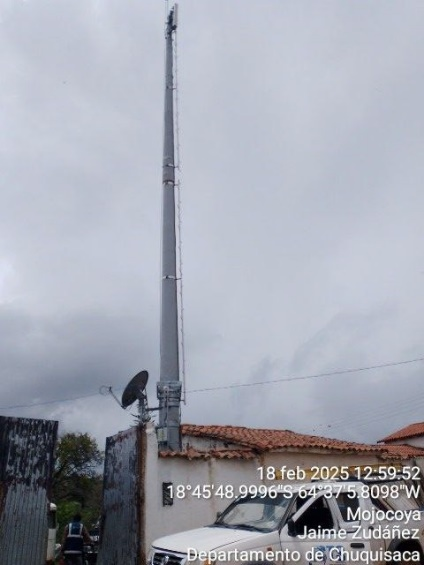 18 feb 2025 12:59:52
18°45'48.9996"S 64°37'5.8098"W
Mojocoya
Jaime Zudáñez
Departamento de Chuquisaca